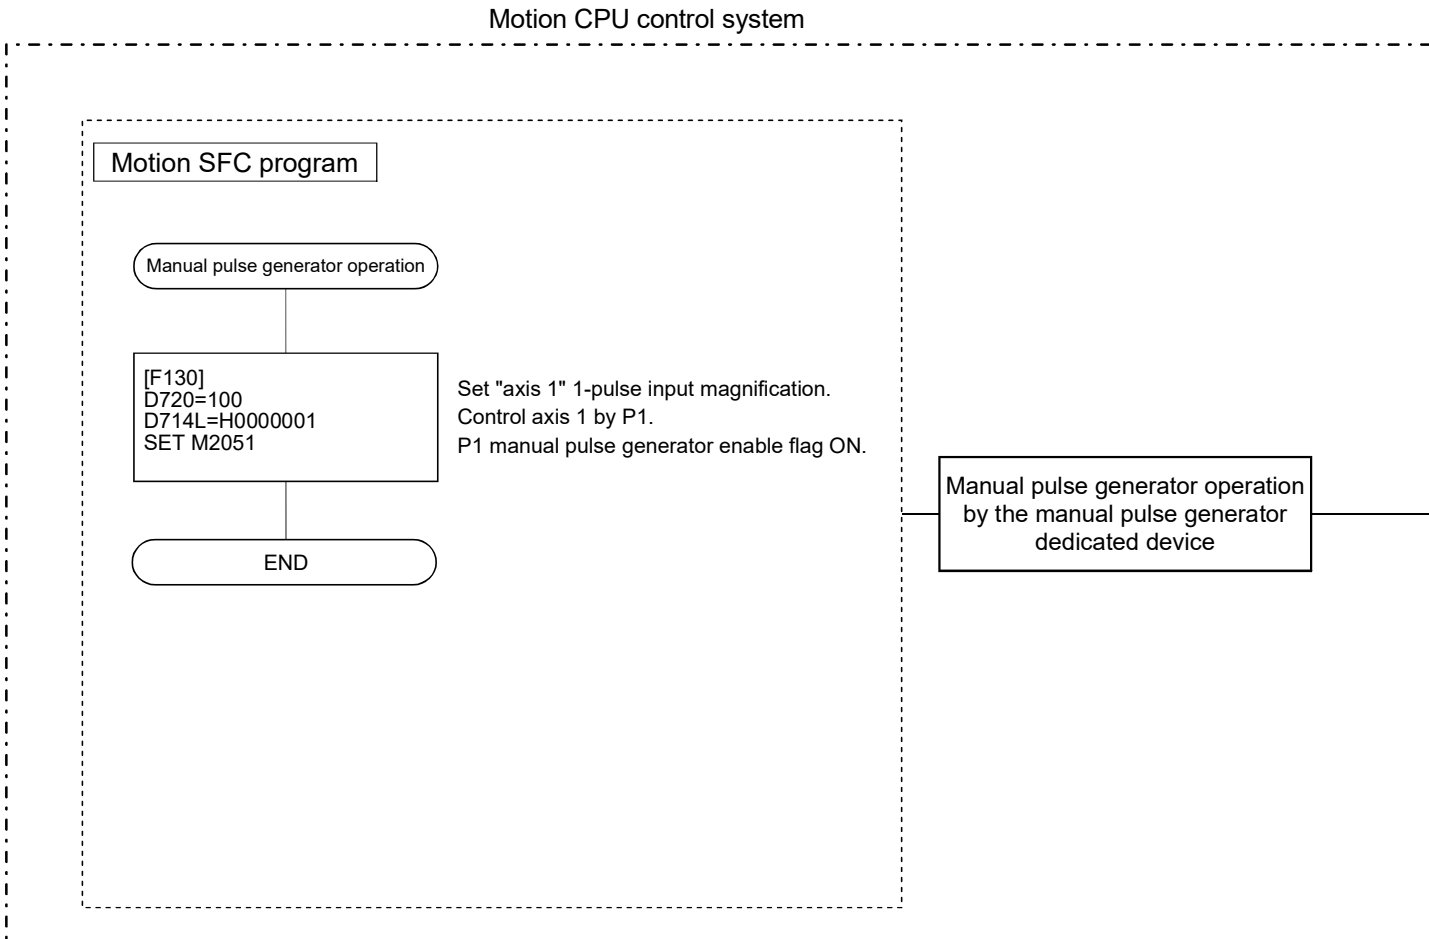 Motion CPU control system
Motion SFC program
Manual pulse generator operation
[F130]
D720=100
D714L=H0000001
SET M2051
Set "axis 1" 1-pulse input magnification.
Control axis 1 by P1.
P1 manual pulse generator enable flag ON.
END
Manual pulse generator operation
by the manual pulse generator
dedicated device